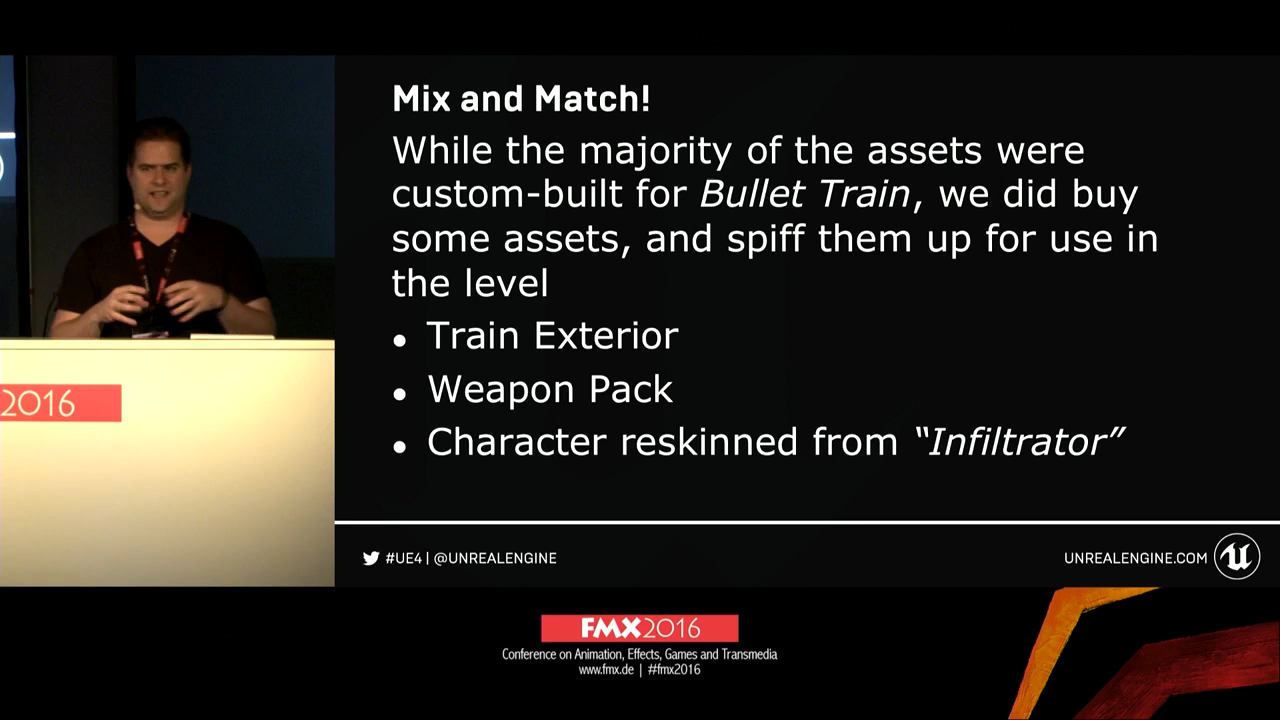 Mix and Match!
While the majority of the assets were
custom-built for Bullet Train, we did buy
some assets, and spiff them up for use in
the level
• Train Exterior
• Weapon Pack
• Character reskinned from “Infiltrator”
2016
#UE4 | @UNREALENGINE
UNREALENGINE.COM
FMX2016
Conference on Animation, Effects, Games and Transmedia
www.fmx.de | #fmx2016